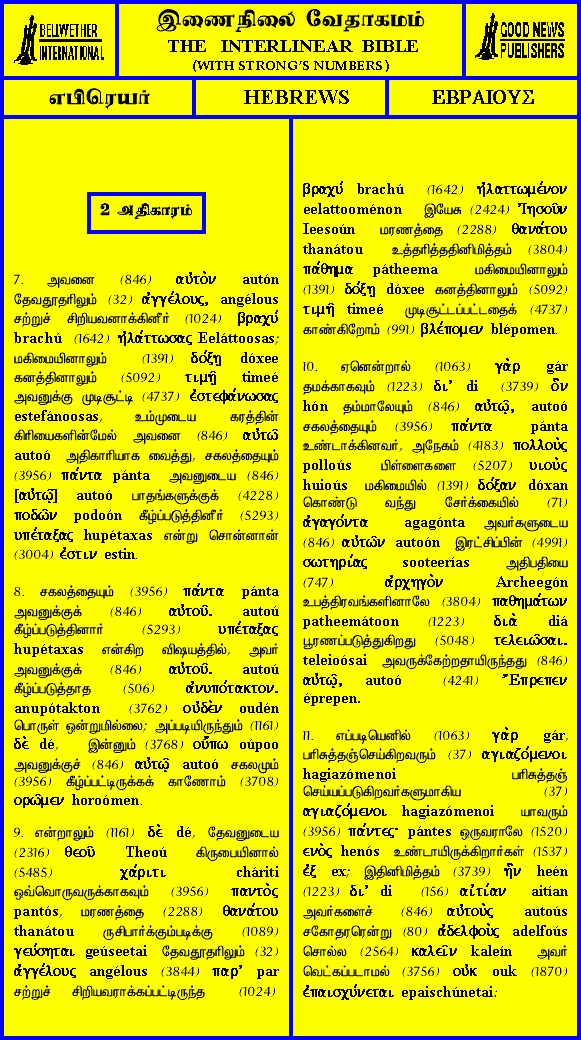 BELLWETHER
INTERNATIONAL
இணைநிலை வேதாகமம்
THE INTERLINEAR BIBLE
(WITH STRONG'S NUMBERS)
GOOD NEWS
PUBLISHERS
எபிரெயர்
HEBREWS
ΕΒΡΑΙΟΥΣ
2 அதிகாரம்
7. அவனை (846) αὐτὸν autón
தேவதூதரிலும் (32) ἀγγέλους, angélous
சற்றுச் சிறியவனாக்கினீர் (1024) βραχύ
brachú (1642) ἠλάττωσας Eeláttoosas;
மகிமையினாலும் (1391) δόξῃ dóxee
கனத்தினாலும் (5092) τιμῇ timeé
அவனுக்கு முடிசூட்டி (4737) ἐστεφάνωσας
estefánoosas, உம்முடைய கரத்தின்
கிரியைகளின்மேல் அவனை (846) αὐτῶ
autoó அதிகாரியாக வைத்து, சகலத்தையும்
(3956) πάντα pánta அவனுடைய (846)
[αὐτῷ] autoó பாதங்களுக்குக் (4228)
ποδῶν podoón கீழ்ப்படுத்தினீர் (5293)
υπέταξας hupétaxas என்று சொன்னான்
(3004) ἐστιν estin.
8. சகலத்தையும் (3956) πάντα pánta
அவனுக்குக் (846) αὐτοῦ. autoú
கீழ்ப்படுத்தினார் (5293) υπέταξας
hupétaxas என்கிற விஷயத்தில், அவர்
அவனுக்குக் (846) αὐτοῦ. autoú
கீழ்ப்படுத்தாத (506) ἀνυπότακτον.
anupótakton (3762) οὐδὲν oudén
பொருள் ஒன்றுமில்லை; அப்படியிருந்தும் (1161)
δὲ dé, இன்னும் (3768) οὔπω oúpoo
அவனுக்குச் (846) αὐτῷ autoó சகலமும்
(3956) கீழ்ப்பட்டிருக்கக் காணோம் (3708)
ορῶμεν horoómen.
9. என்றாலும் (1161) δὲ dé, தேவனுடைய
(2316) θεοῦ Theoú கிருபையினால்
(5485) χάριτι cháriti
ஒவ்வொருவருக்காகவும் (3956) παντὸς
pantós, மரணத்தை (2288) θανάτου
thanátou ருசிபார்க்கும்படிக்கு (1089)
γεύσηται geúseetai தேவதூதரிலும் (32)
ἀγγέλους angélous (3844) παρ' par
சற்றுச் சிறியவராக்கப்பட்டிருந்த (1024)
βραχύ brachú (1642) ἠλαττωμένον
eelattooménon இயேசு (2424) Ἰησοῦν
Ieesoún மரணத்தை (2288) θανάτου
thanátou உத்தரித்ததினிமித்தம் (3804)
πάθημα pátheema மகிமையினாலும்
(1391) δόξῃ dóxee கனத்தினாலும் (5092)
τιμῇ timeé முடிசூட்டப்பட்டதைக் (4737)
காண்கிறோம் (991) βλέπομεν blépomen.
10. ஏனென்றால் (1063) γὰρ gár
தமக்காகவும் (1223) δι' di (3739) ὃν
hón தம்மாலேயும் (846) αὐτῷ, autoó
சகலத்தையும் (3956) πάντα pánta
உண்டாக்கினவர், அநேகம் (4183) πολλοὺς
polloús பிள்ளைகளை (5207) υιοὺς
huioús மகிமையில் (1391) δόξαν dóxan
கொண்டு வந்து சேர்க்கையில் (71)
ἀγαγόντα agagónta அவர்களுடைய
(846) αὐτῶν autoón இரட்சிப்பின் (4991)
σωτηρίας sooteerías அதிபதியை
(747) ἀρχηγὸν Archeegón
உபத்திரவங்களினாலே (3804) παθημάτων
patheemátoon (1223) διὰ diá
பூரணப்படுத்துகிறது (5048) τελειῶσαι.
teleioósai அவருக்கேற்றதாயிருந்தது (846)
αὐτῷ, autoó (4241) Ἔπρεπεν
éprepen.
11. எப்படியெனில் (1063) γὰρ gár,
பரிசுத்தஞ்செய்கிறவரும் (37) αγιαζόμενοι
hagiazómenoi பரிசுத்தஞ்
செய்யப்படுகிறவர்களுமாகிய (37)
αγιαζόμενοι hagiazómenoi யாவரும்
(3956) πάντες· pántes ஒருவராலே (1520)
ενὸς henós உண்டாயிருக்கிறார்கள் (1537)
ἐξ ex; இதினிமித்தம் (3739) ἣν heén
(1223) δι' di (156) αἰτίαν aitían
அவர்களைச் (846) αὐτοὺς autoús
சகோதரரென்று (80) ἀδελφοὺς adelfoús
சொல்ல (2564) καλεῖν kaleín அவர்
வெட்கப்படாமல் (3756) οὐκ ouk (1870)
ἐπαισχύνεται epaischúnetai: